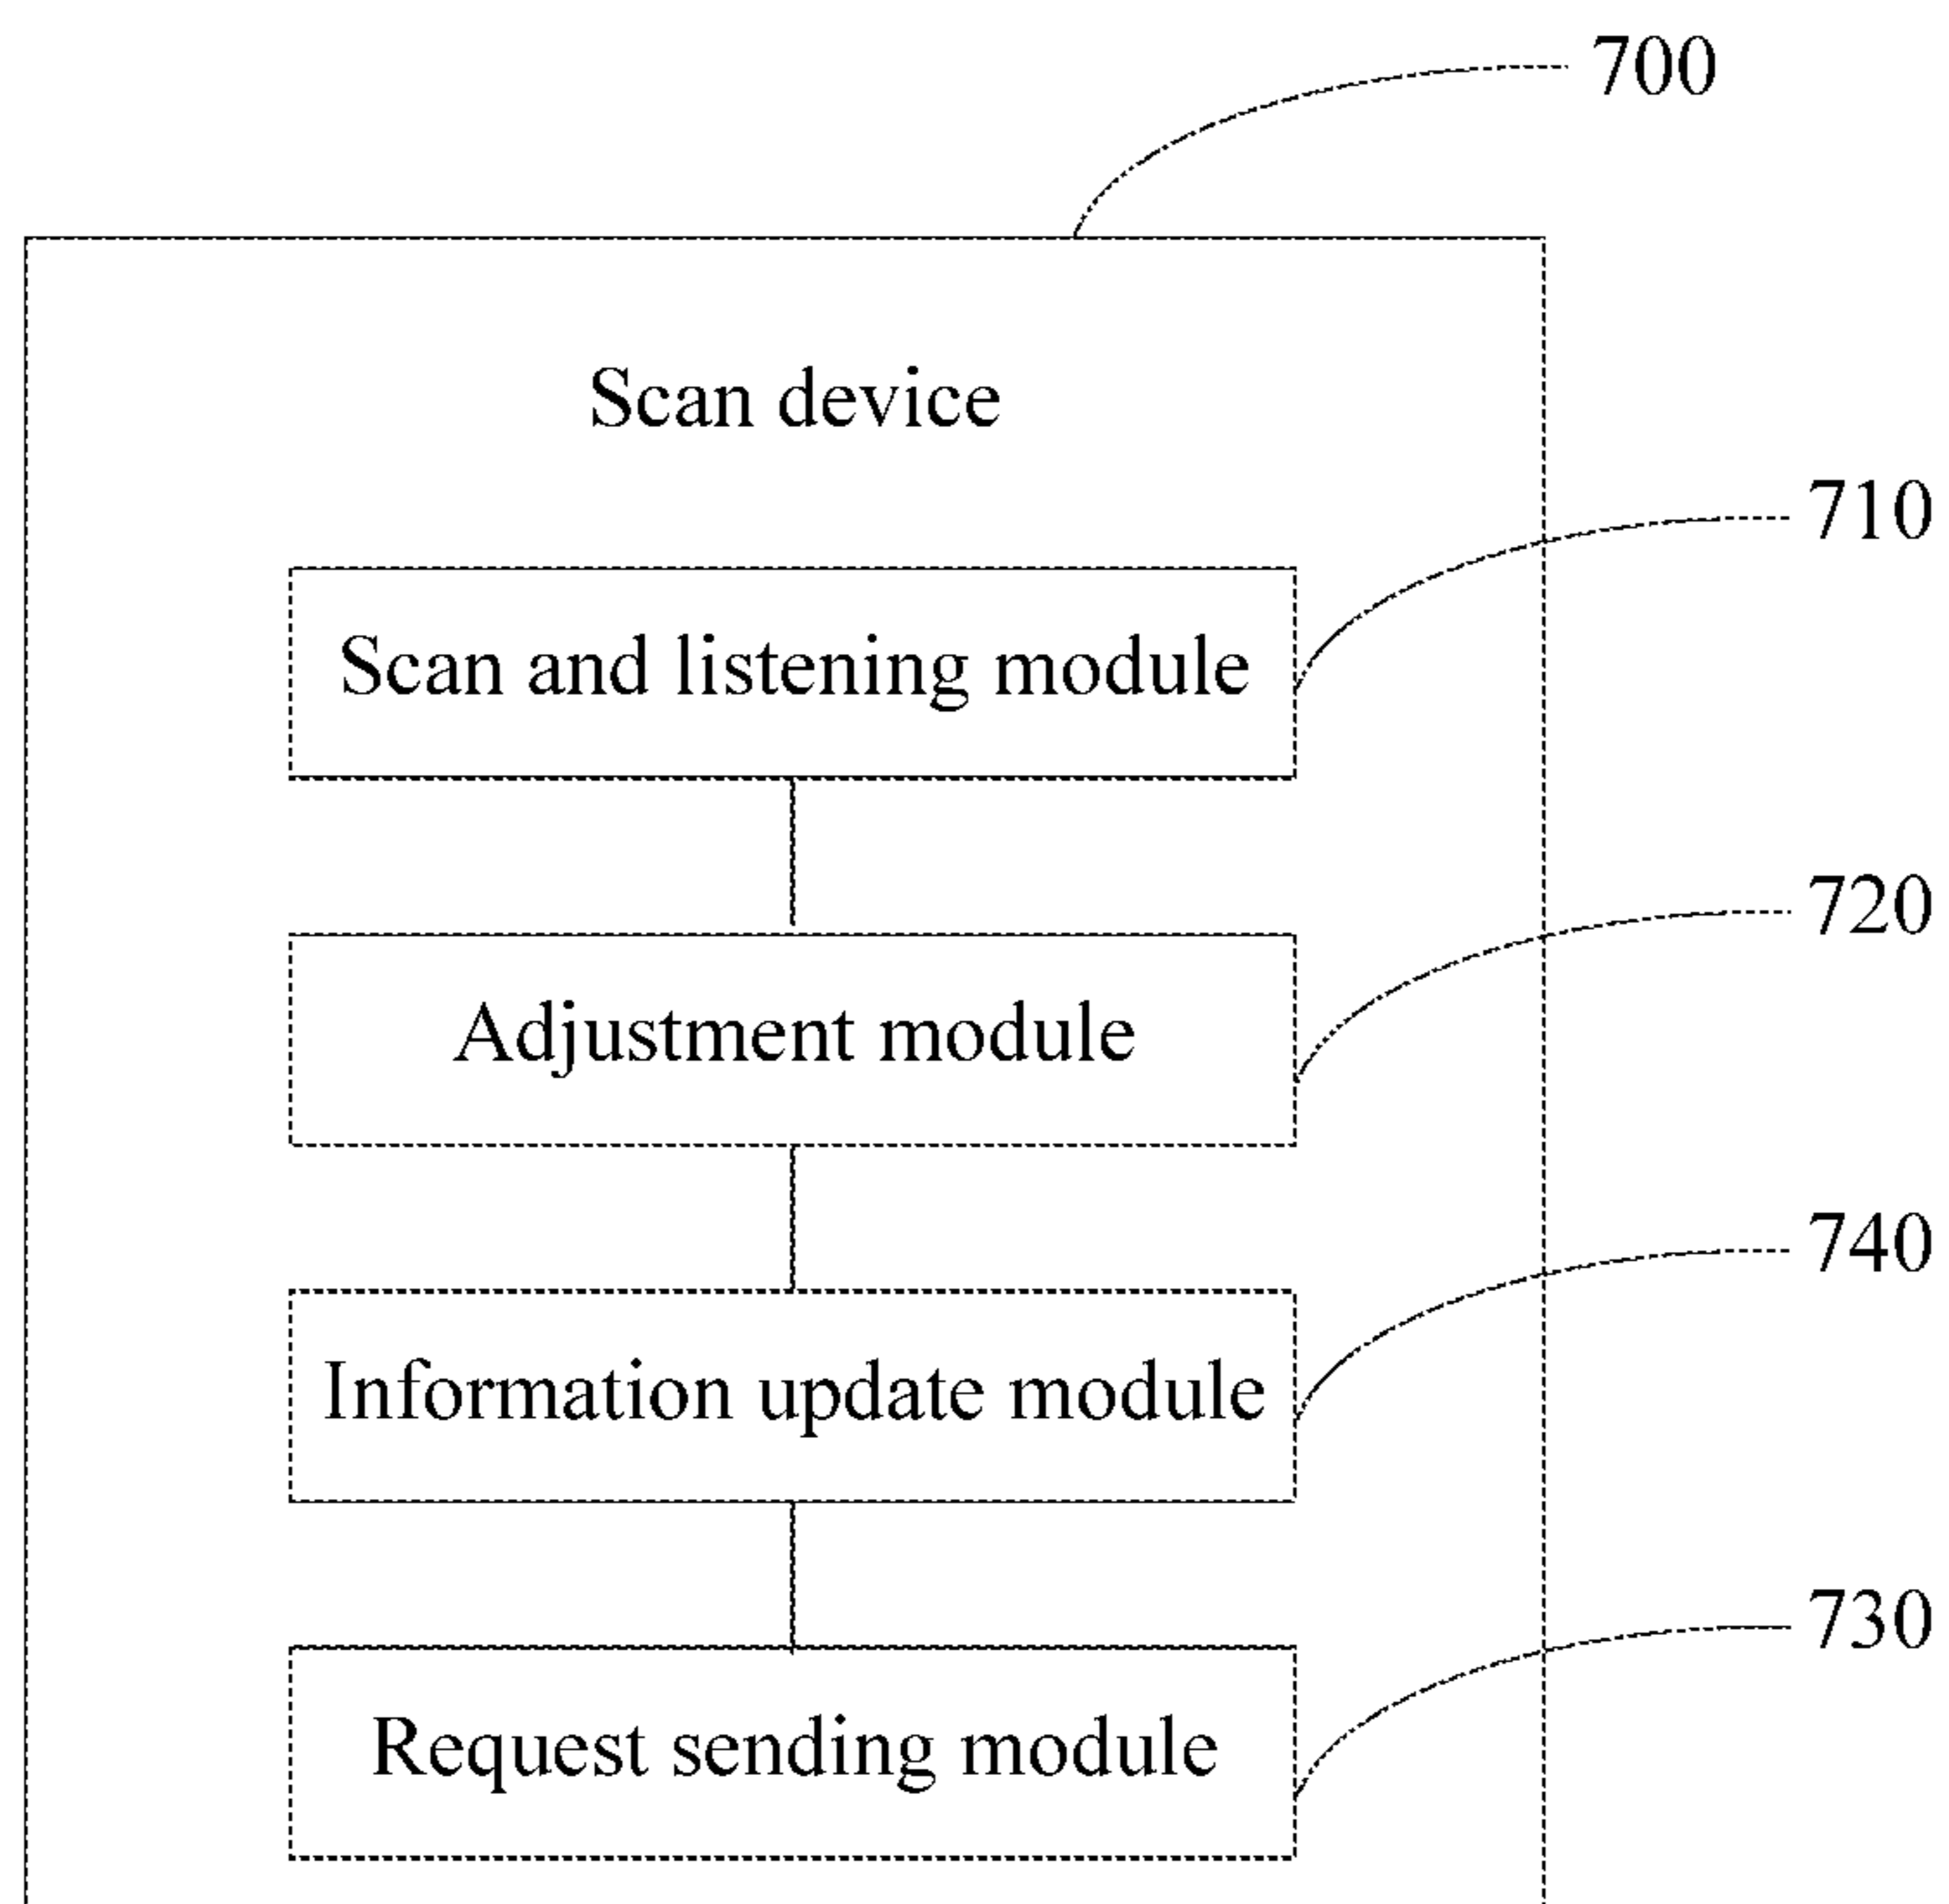 700
Scan device
710
Scan and listening module
720
Adjustment module
740
Information update module
730
Request sending module